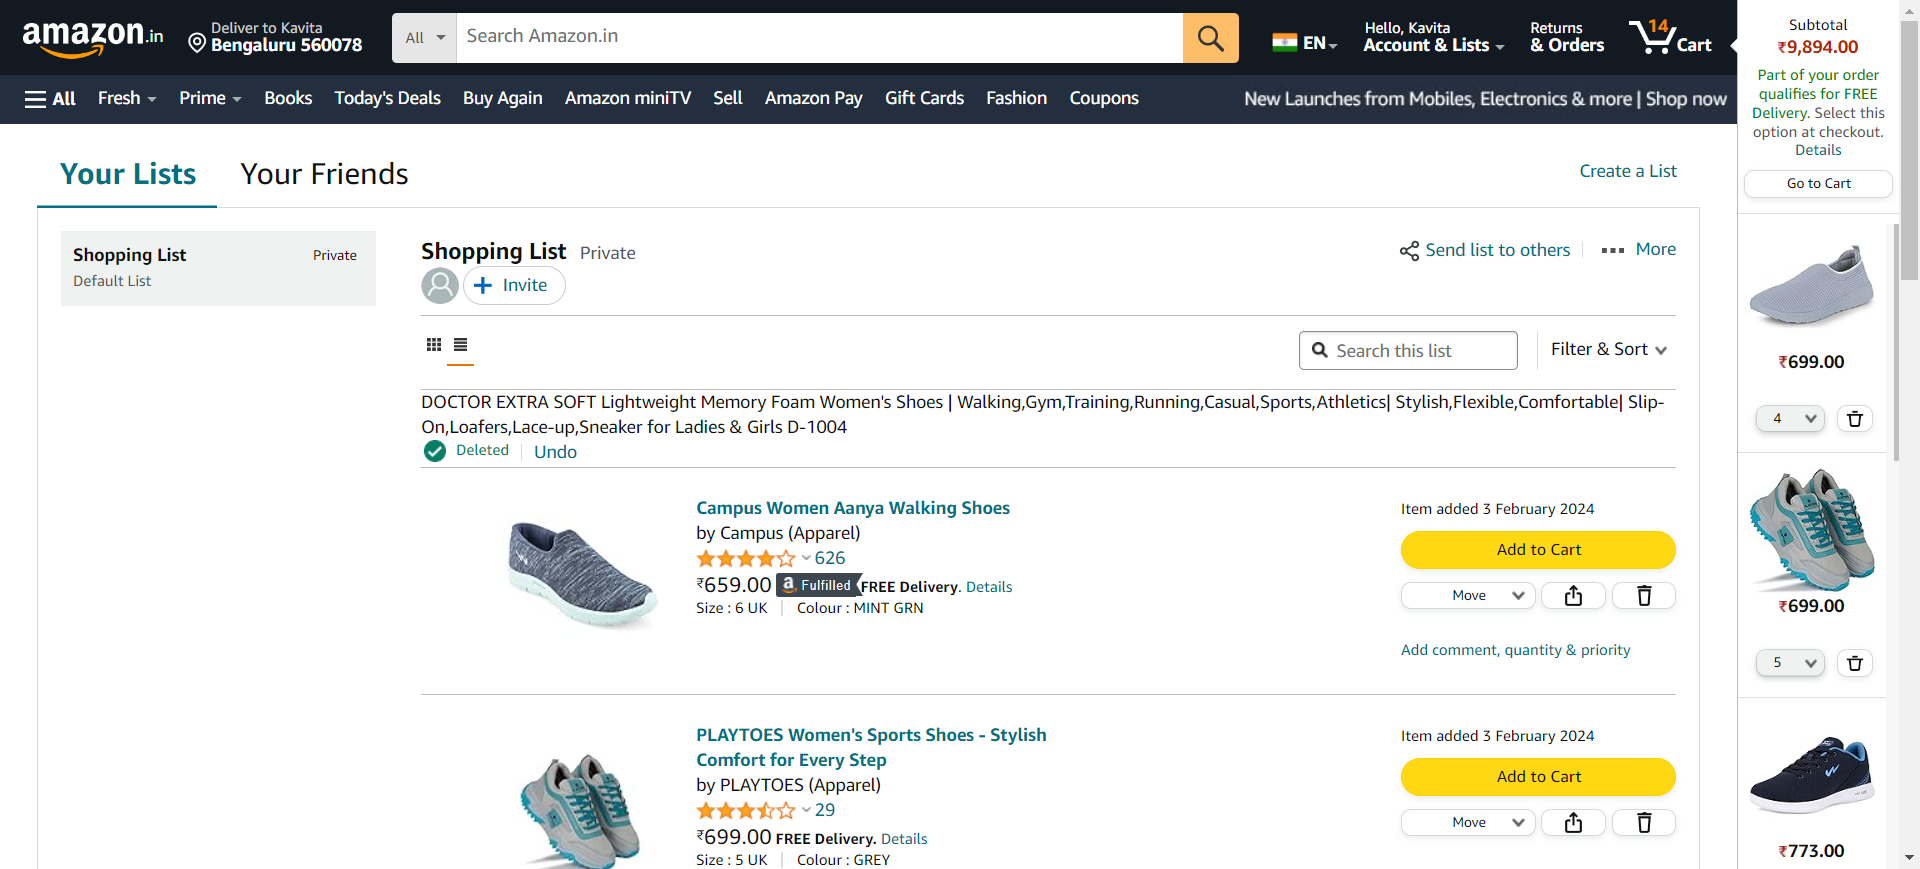 amazon.in
Deliver to Kavita
Bengaluru 560078
All
Search Amazon.in
EN
Hello, Kavita
Account & Lists
Returns
& Orders
14
Cart
All
Fresh
Prime
Books
Today's Deals
Buy Again
Amazon miniTV
Sell
Amazon Pay
Gift Cards
Fashion
Coupons
New Launches from Mobiles, Electronics & more | Shop now
Your Lists
Your Friends
Create a List
Shopping List
Private
Default List
Shopping List
Private
Send list to others
More
Invite
Search this list
Filter & Sort
DOCTOR EXTRA SOFT Lightweight Memory Foam Women's Shoes | Walking,Gym,Training,Running,Casual,Sports,Athletics| Stylish,Flexible,Comfortable| Slip-
On,Loafers,Lace-up,Sneaker for Ladies & Girls D-1004
Deleted
Undo
Campus Women Aanya Walking Shoes
by Campus (Apparel)
626
₹659.00
a Fulfilled
FREE Delivery. Details
Size : 6 UK
Colour : MINT GRN
Item added 3 February 2024
Add to Cart
Move
Add comment, quantity & priority
PLAYTOES Women's Sports Shoes - Stylish
Comfort for Every Step
by PLAYTOES (Apparel)
29
₹699.00
FREE Delivery. Details
Size : 5 UK
Colour : GREY
Item added 3 February 2024
Add to Cart
Move
Subtotal
₹9,894.00
Part of your order
qualifies for FREE
Delivery. Select this
option at checkout.
Details
Go to Cart
₹699.00
4
₹699.00
5
₹773.00